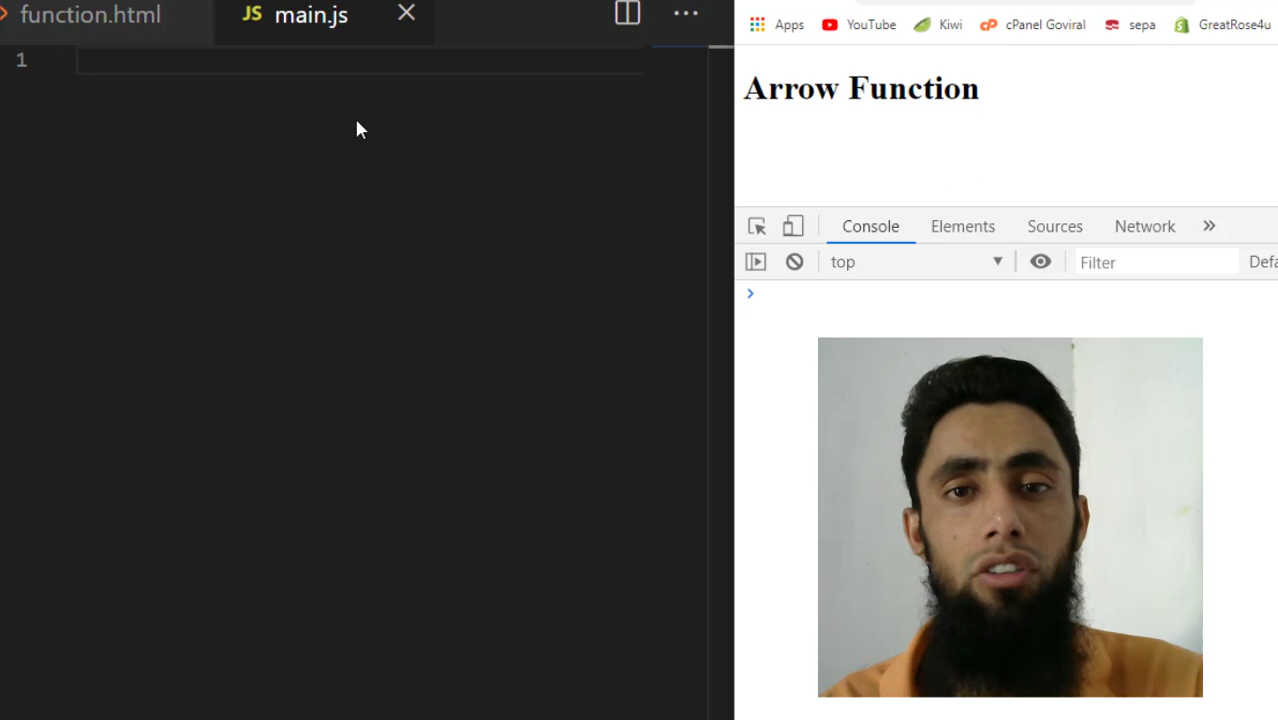 function.html
JS main.js
1
Apps YouTube Kiwi cPanel Goviral sepa GreatRose4u
Arrow Function
Console Elements Sources Network
top Filter Defa